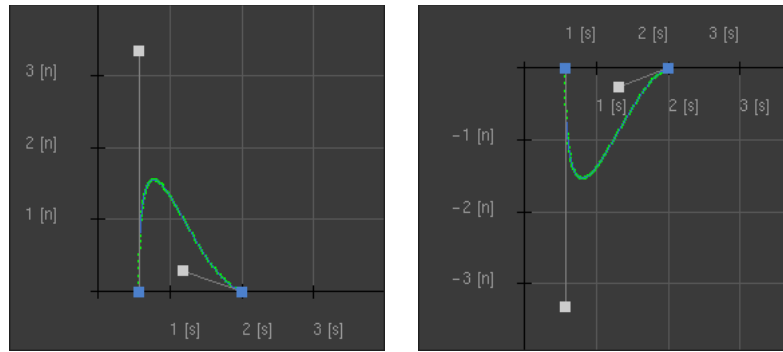 3 [n]
2 [n]
1 [n]
1 [s] 2 [s] 3 [s]
1 [s] 2 [s] 3 [s]
1 [s] 2 [s] 3 [s]
-1 [n]
-2 [n]
-3 [n]